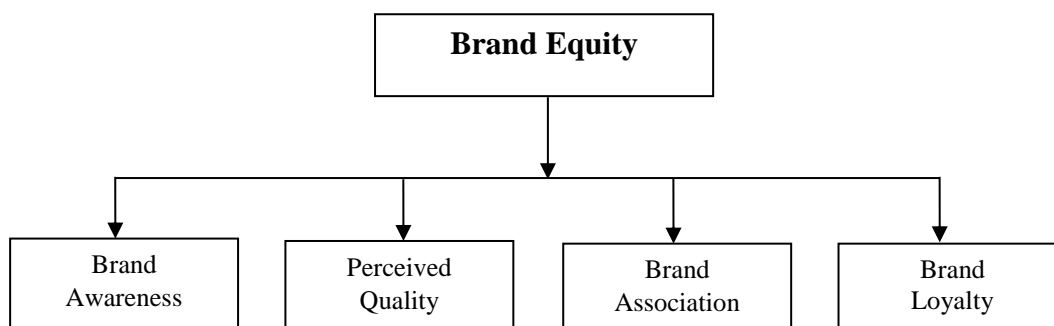 Brand Equity
Brand
Awareness
Perceived
Quality
Brand
Association
Brand
Loyalty